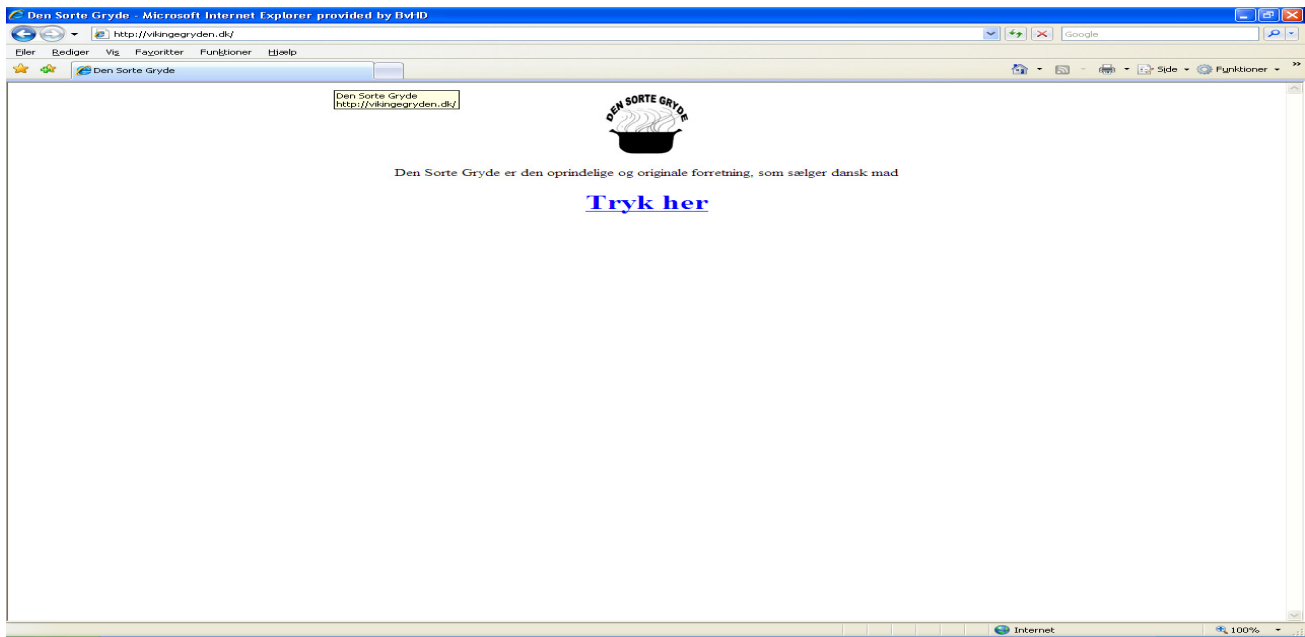 Den Sorte Gryde - Microsoft Internet Explorer provided by BvHD
http://vikingegryden.dk/
Google
Filer Rediger Vis Favoritter Funktioner Hjælp
Den Sorte Gryde
Side
Funktioner
Den Sorte Gryde
http://vikingegryden.dk/
DEN SORTE GRYDE
Den Sorte Gryde er den oprindelige og originale forretning, som sælger dansk mad
Tryk her
Internet
100%